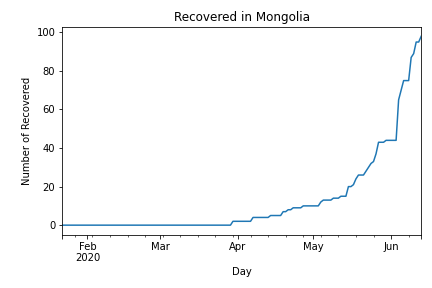 Recovered in Mongolia
100
80
60
40
20
0
Number of Recovered
Feb
2020
Mar
Apr
May
Jun
Day